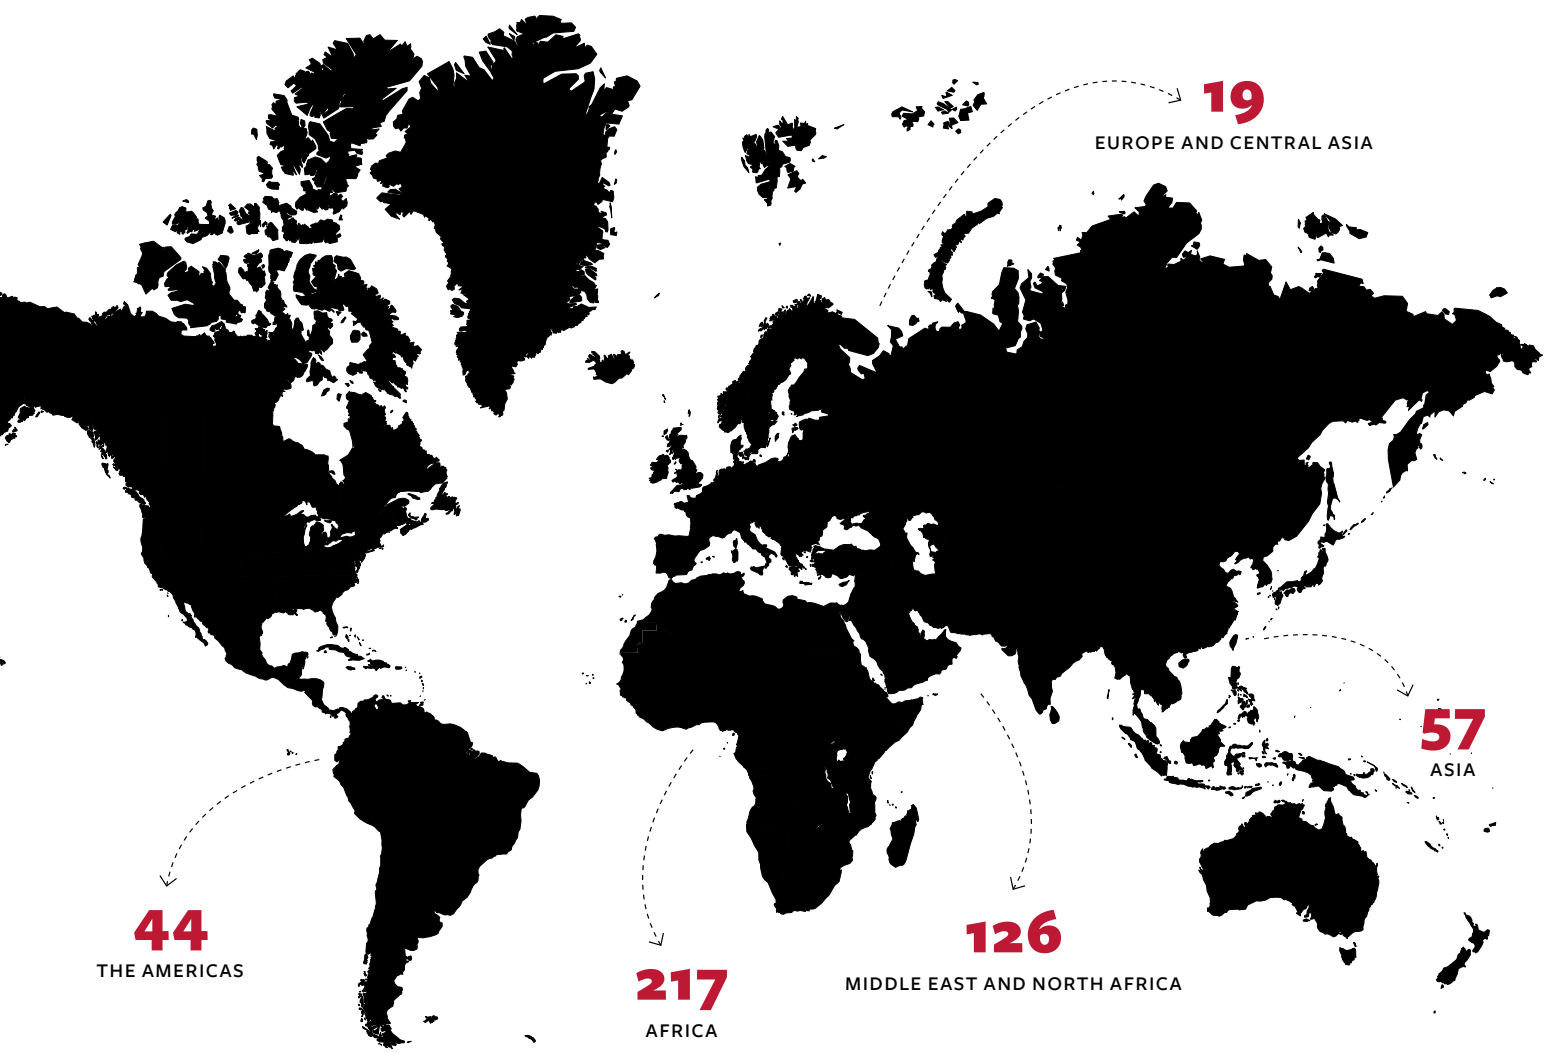 19
EUROPE AND CENTRAL ASIA
57
ASIA
44
THE AMERICAS
126
MIDDLE EAST AND NORTH AFRICA
217
AFRICA